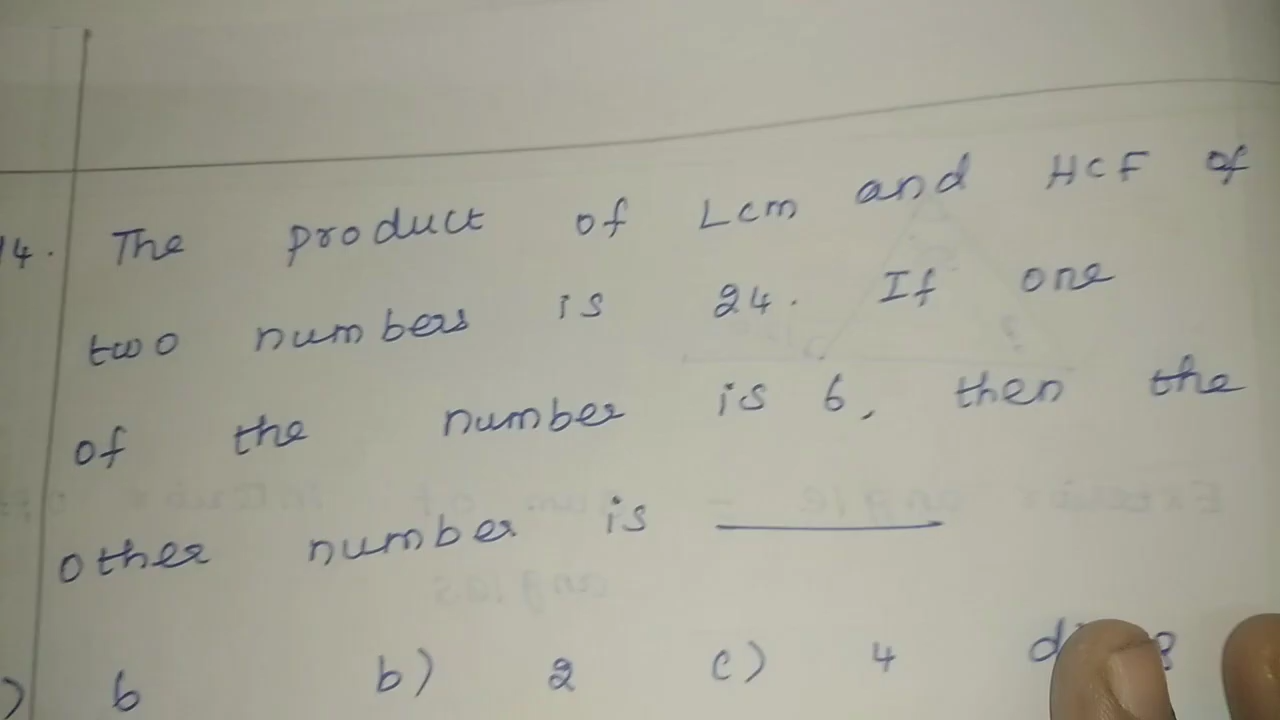 14. The product of Lcm and HCF of
two numbers is 24. If one
of the number is 6, then the
other number is ______
) 6 b) 2 c) 4 d)